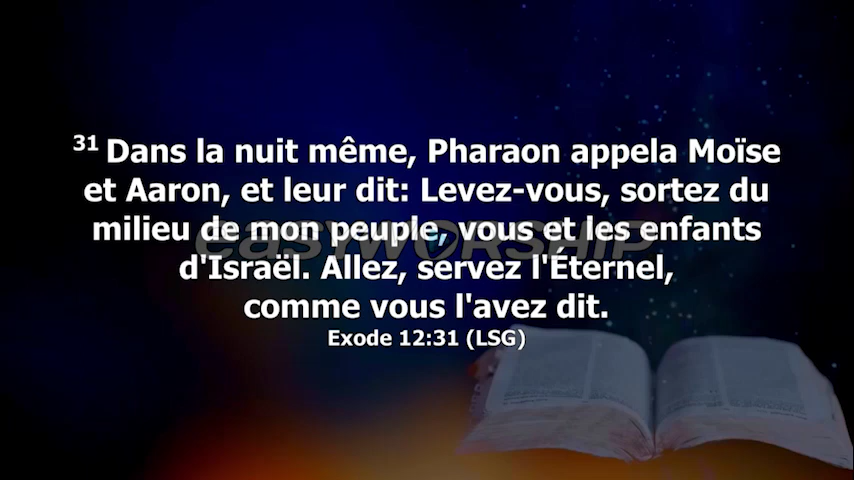 31 Dans la nuit même, Pharaon appela Moïse
et Aaron, et leur dit: Levez-vous, sortez du
milieu de mon peuple, vous et les enfants
d'Israël. Allez, servez l'Éternel,
comme vous l'avez dit.
Exode 12:31 (LSG)
easyworship